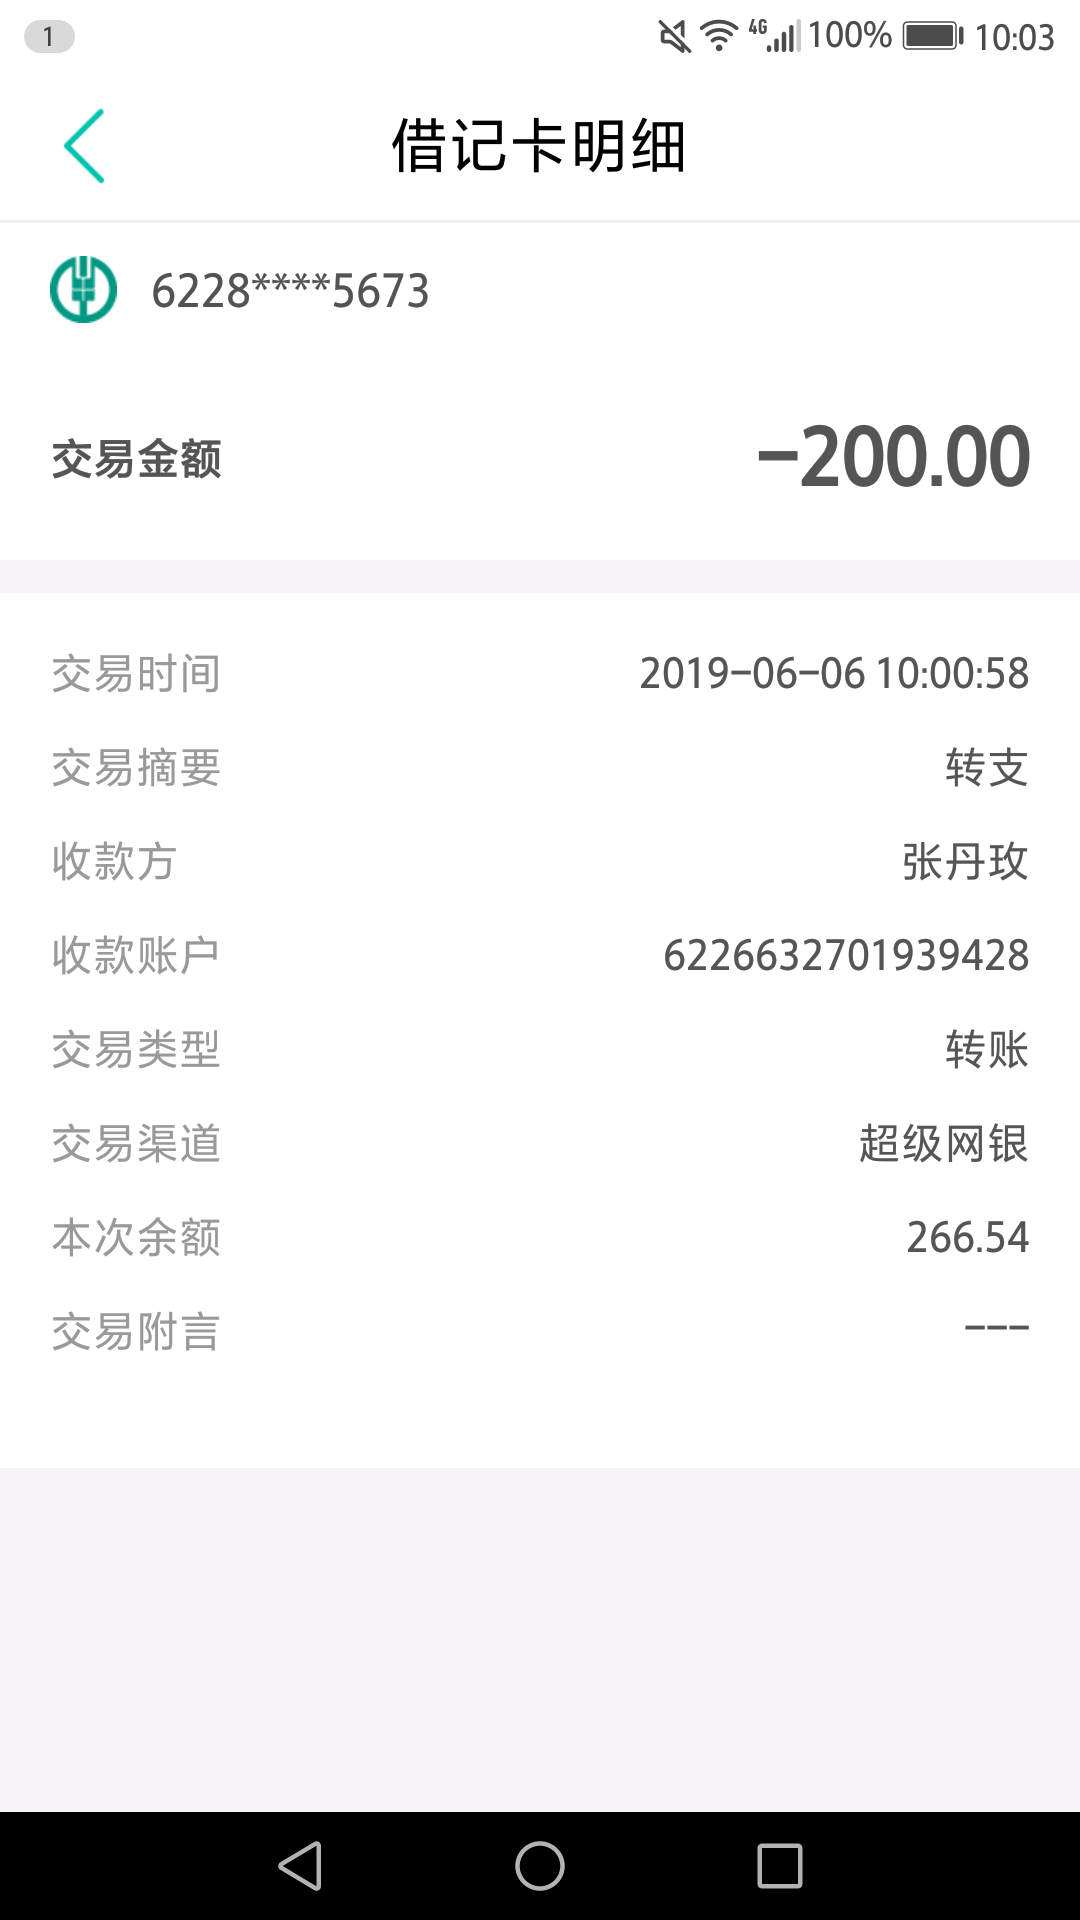 1
4G 100% 10:03
借记卡明细
6228****5673
交易金额 -200.00
交易时间 2019-06-06 10:00:58
交易摘要 转支
收款方 张丹玫
收款账户 6226632701939428
交易类型 转账
交易渠道 超级网银
本次余额 266.54
交易附言 ---